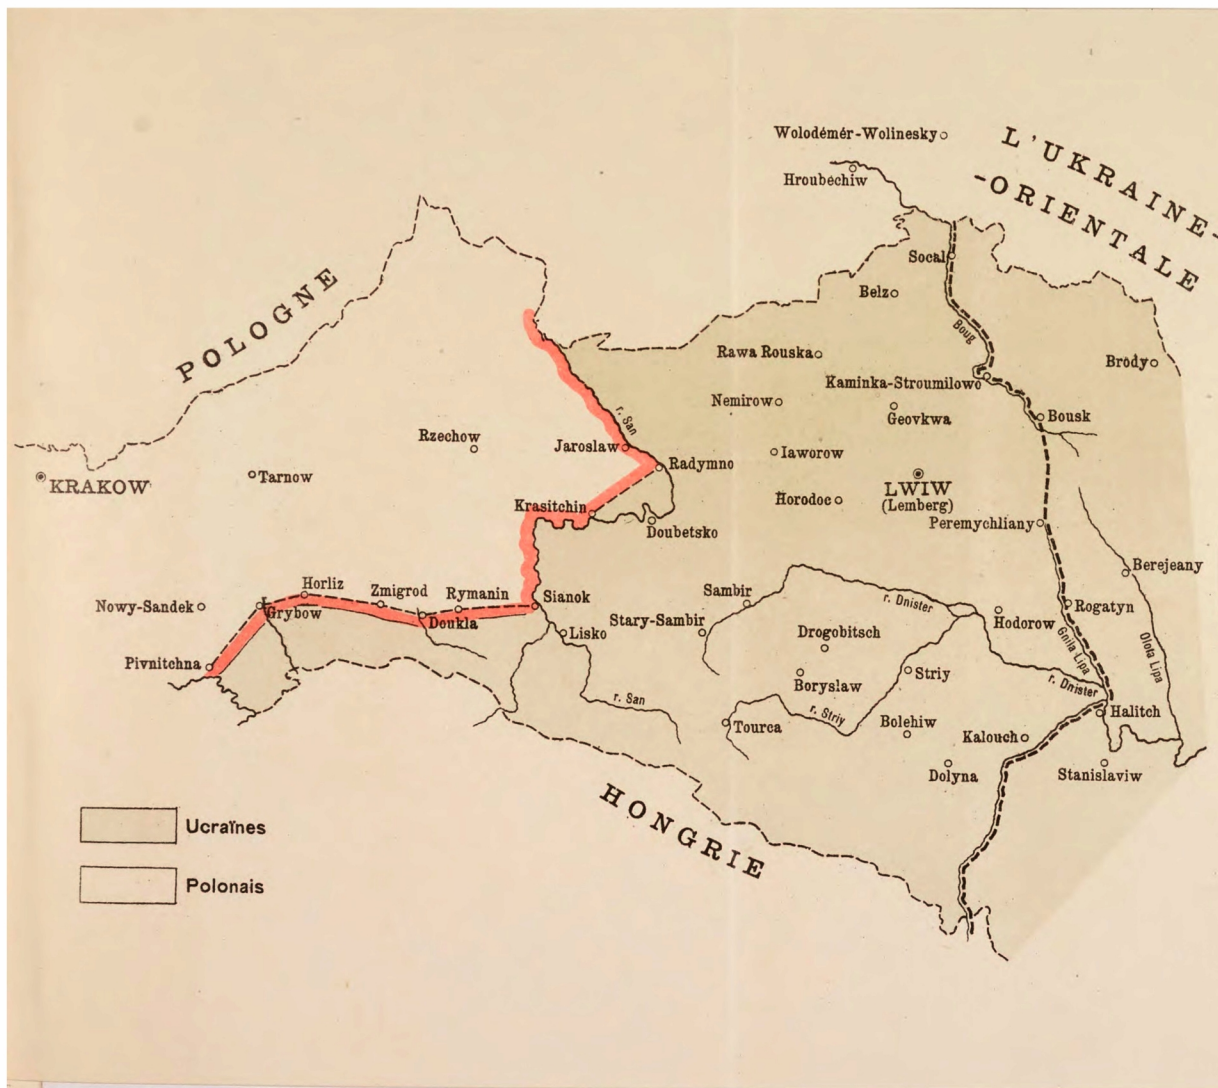 Wolodémér-Wolinesky
L'UKRAINE-
-ORIENTALE
Hroubéchiw
POLOGNE
Socal
Belz
Boug
Rawa Rouska
Brody
Kaminka-Stroumilowo
Nemirow
Geovkwa
Bousk
r. San
Rzechow
Jaroslaw
Radymno
Iaworow
KRAKOW
Tarnow
LWIW
(Lemberg)
Horodoc
Krasitchin
Doubetsko
Peremychliany
Berejeany
Horliz
Zmigrod
Rymanin
Sianok
Sambir
r. Dnister
Nowy-Sandek
Grybow
Doukla
Stary-Sambir
Hodorow
Rogatyn
Lisko
Drogobitsch
Gnila Lipa
Olota Lipa
Pivnitchna
Striy
Boryslaw
r. Dnister
r. San
r. Striy
Halitch
Tourca
Bolehiw
Kalouch
Dolyna
Stanislaviw
HONGRIE
Ucraïnes
Polonais